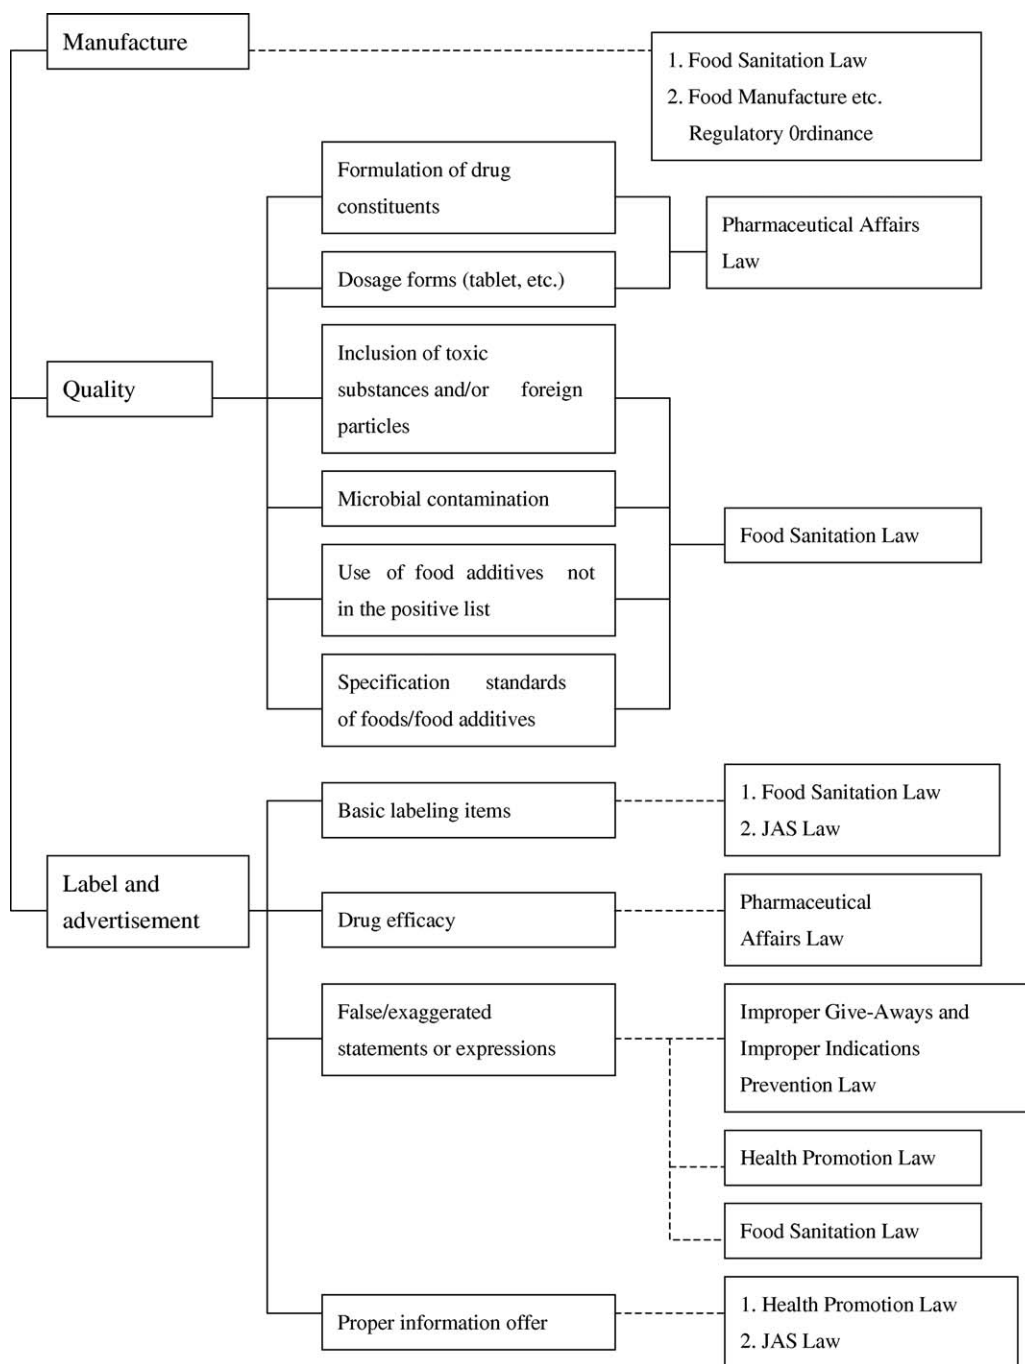 Manufacture
1. Food Sanitation Law
2. Food Manufacture etc.
Regulatory 0rdinance
Formulation of drug
constituents
Pharmaceutical Affairs
Law
Dosage forms (tablet, etc.)
Inclusion of toxic
substances and/or foreign
particles
Quality
Microbial contamination
Food Sanitation Law
Use of food additives not
in the positive list
Specification standards
of foods/food additives
Basic labeling items
1. Food Sanitation Law
2. JAS Law
Label and
advertisement
Drug efficacy
Pharmaceutical
Affairs Law
False/exaggerated
statements or expressions
Improper Give-Aways and
Improper Indications
Prevention Law
Health Promotion Law
Food Sanitation Law
Proper information offer
1. Health Promotion Law
2. JAS Law